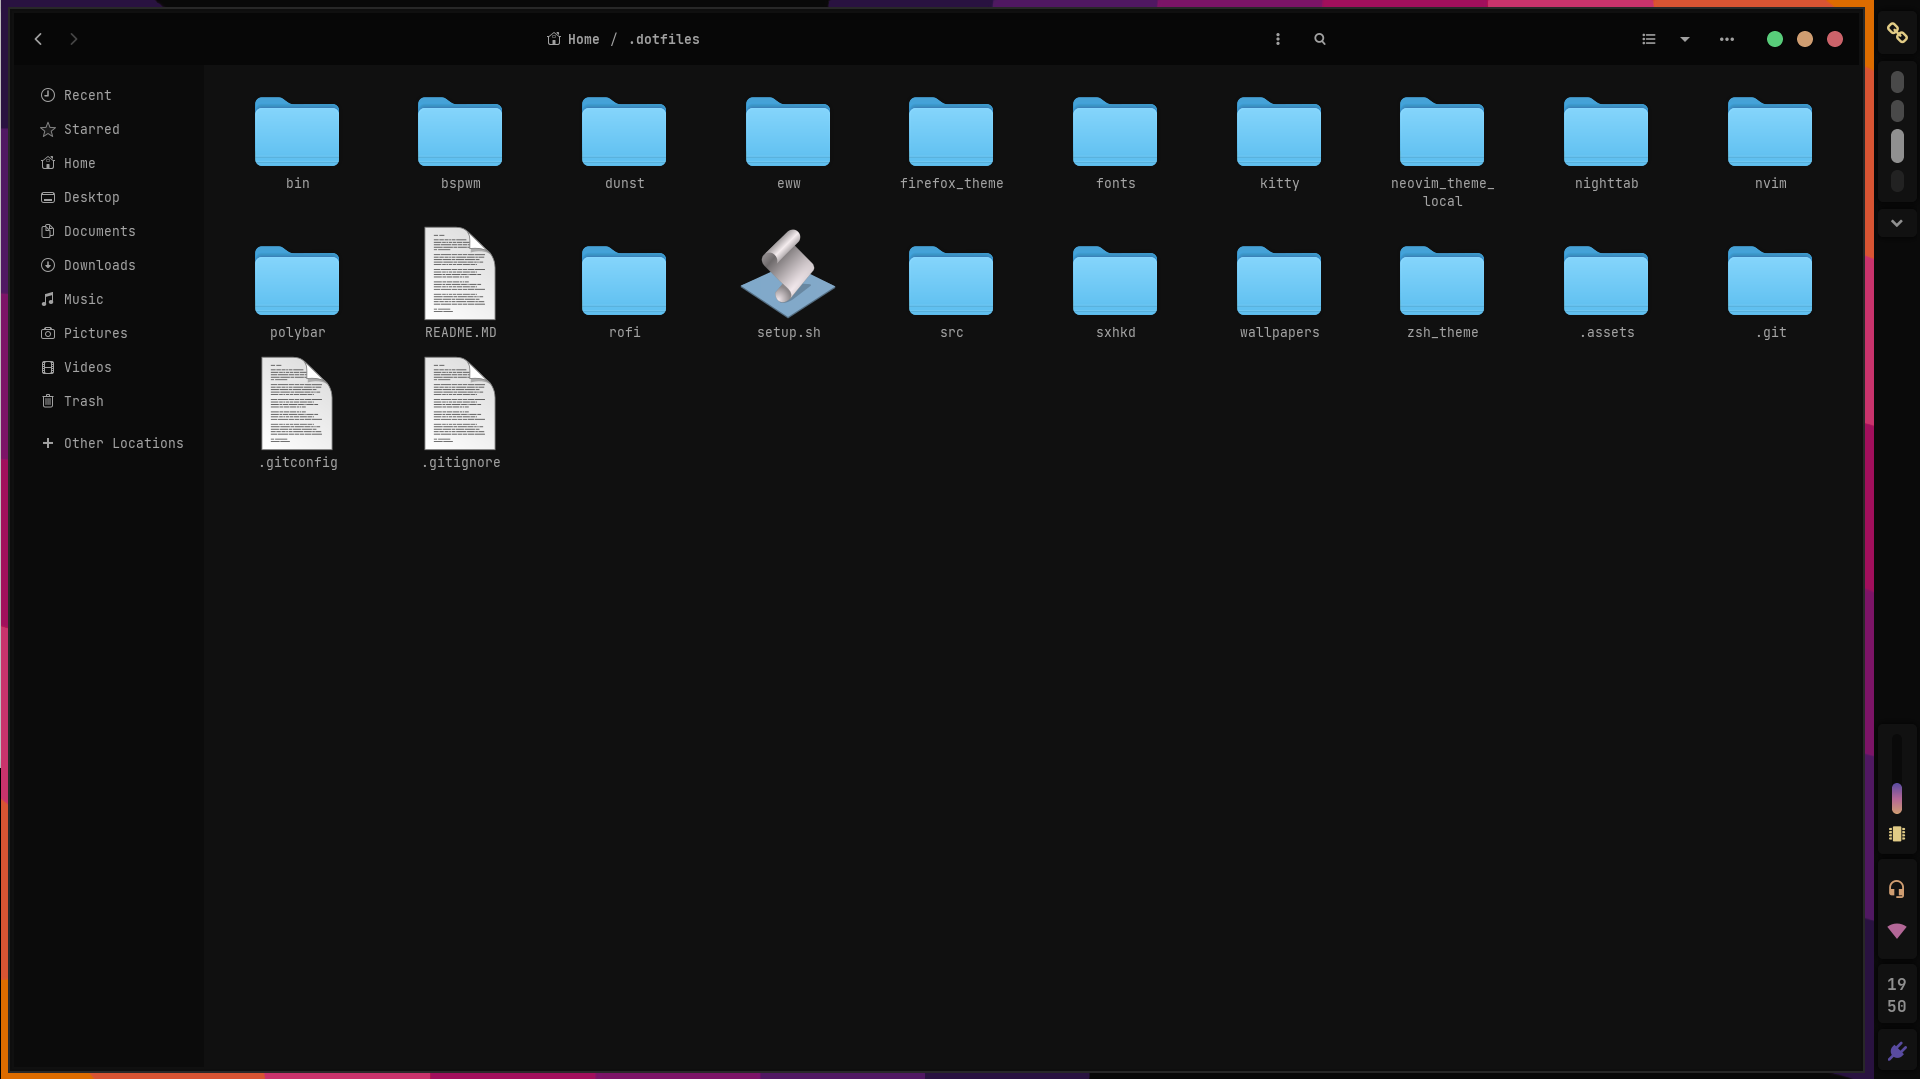 Home / .dotfiles
Recent
Starred
Home
Desktop
Documents
Downloads
Music
Pictures
Videos
Trash
Other Locations
bin
bspwm
dunst
eww
firefox_theme
fonts
kitty
neovim_theme_
local
nighttab
nvim
polybar
README.MD
rofi
setup.sh
src
sxhkd
wallpapers
zsh_theme
.assets
.git
.gitconfig
.gitignore
19
50